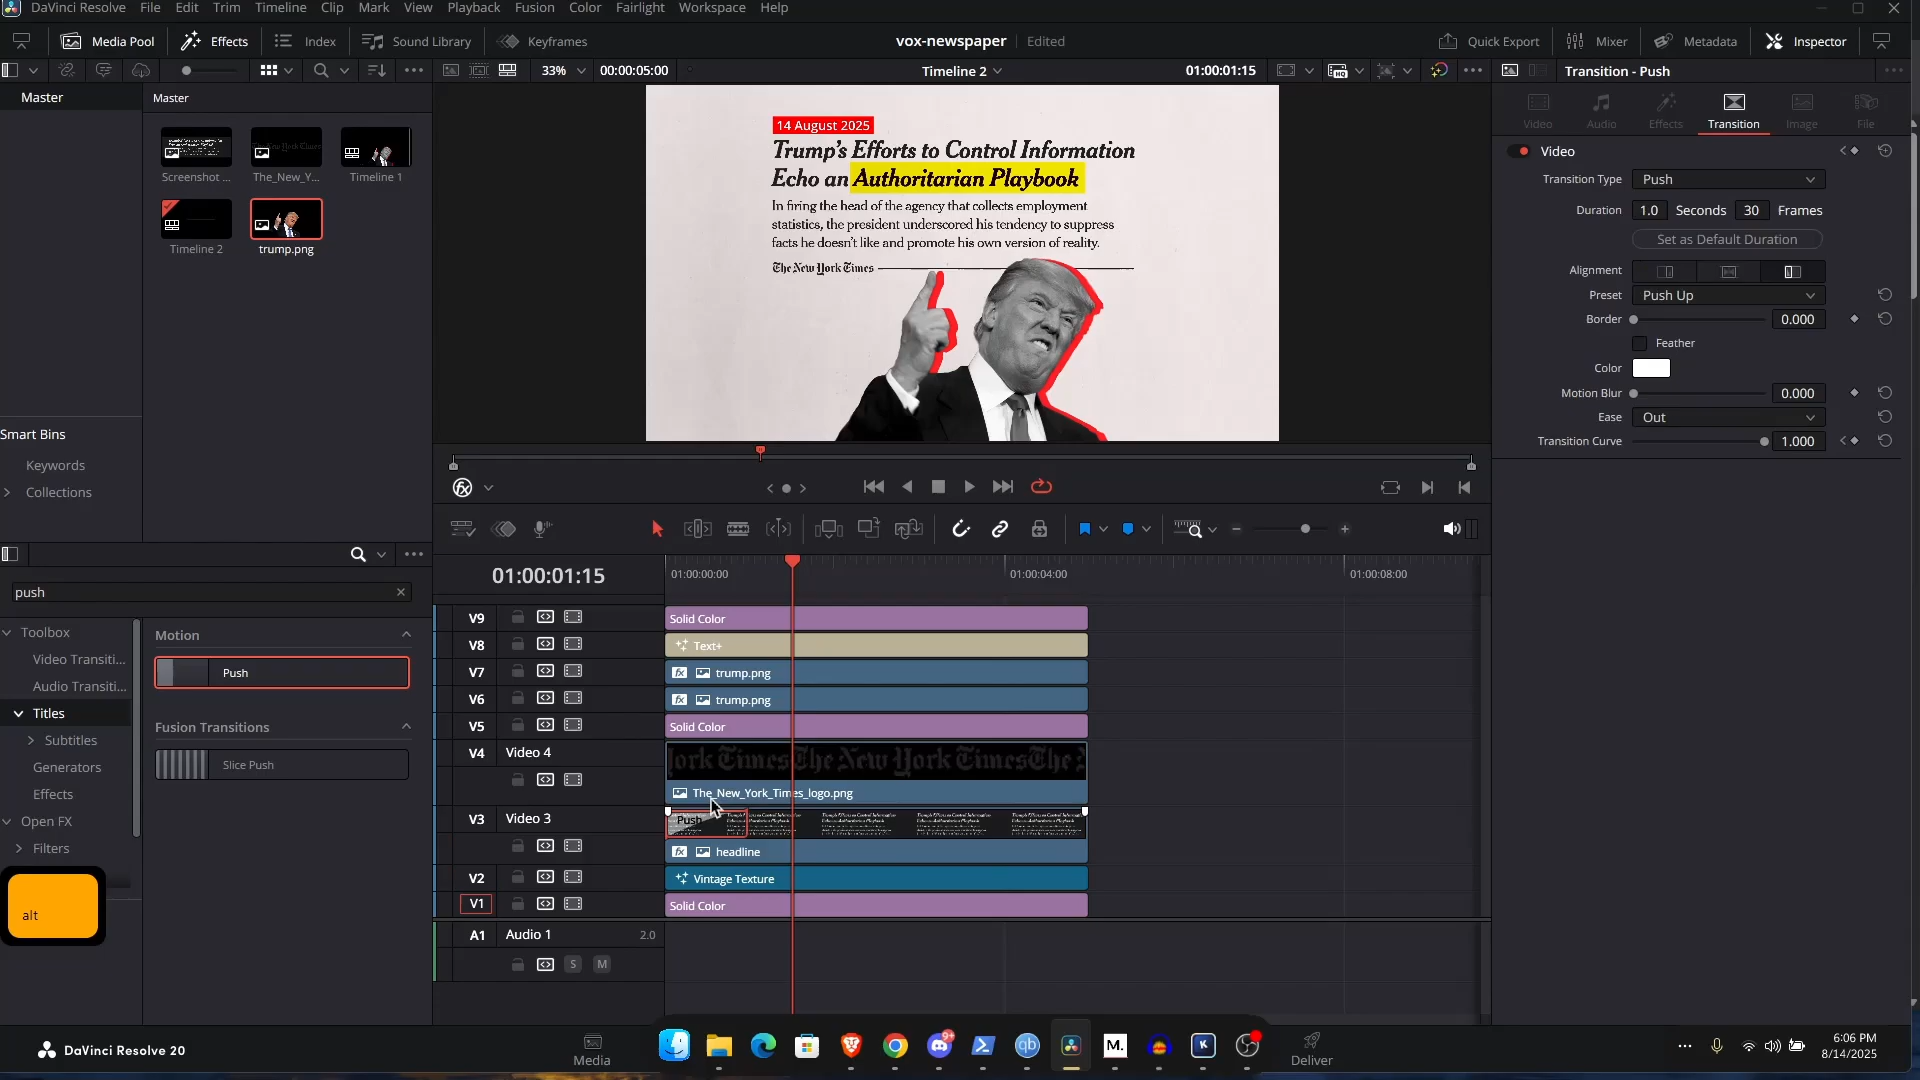 DaVinci Resolve File Edit Trim Timeline Clip Mark View Playback Fusion Color Fairlight Workspace Help
Media Pool Effects Index Sound Library Keyframes vox-newspaper Edited Quick Export Mixer Metadata Inspector
33% 00:00:05:00 Timeline 2 01:00:01:15 Transition - Push
Master Master
Screenshot ... The_New_Y... Timeline 1
Timeline 2 trump.png
Smart Bins
Keywords
Collections
14 August 2025
Trump's Efforts to Control Information
Echo an Authoritarian Playbook
In firing the head of the agency that collects employment
statistics, the president underscored his tendency to suppress
facts he doesn't like and promote his own version of reality.
The New York Times
Video Audio Effects Transition Image File
Video
Transition Type Push
Duration 1.0 Seconds 30 Frames
Set as Default Duration
Alignment
Preset Push Up
Border 0.000
Feather
Color
Motion Blur 0.000
Ease Out
Transition Curve 1.000
push
Toolbox
Video Transiti...
Audio Transiti...
Titles
Subtitles
Generators
Effects
Open FX
Filters
Motion
Push
Fusion Transitions
Slice Push
alt
01:00:01:15 01:00:00:00 01:00:04:00 01:00:08:00
V9 Solid Color
V8 Text+
V7 trump.png
V6 trump.png
V5 Solid Color
V4 Video 4 ork TimesThe New York TimesThe
The_New_York_Times_logo.png
V3 Video 3 Push
headline
V2 Vintage Texture
V1 Solid Color
A1 Audio 1 2.0
S M
DaVinci Resolve 20 Media 9+ qb M. K Deliver 6:06 PM
8/14/2025